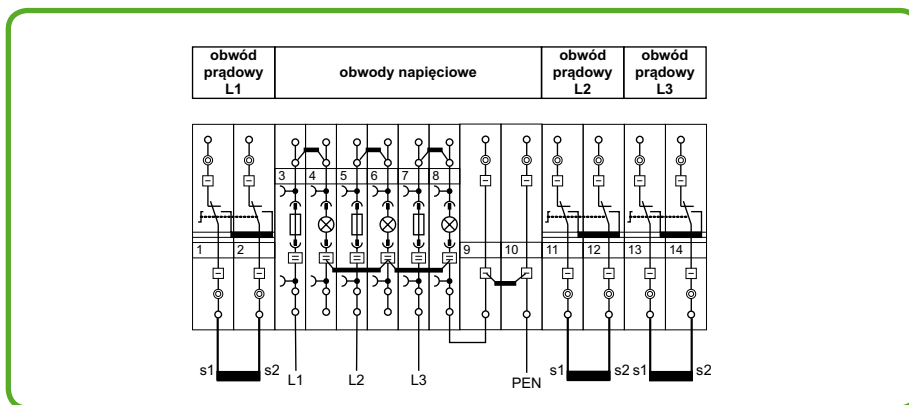 obwód
prądowy
L1
obwody napięciowe
obwód
prądowy
L2
obwód
prądowy
L3
3 4 5 6 7 8
1 2 9 10 11 12 13 14
s1 s2 L1 L2 L3 PEN s1 s2 s1 s2